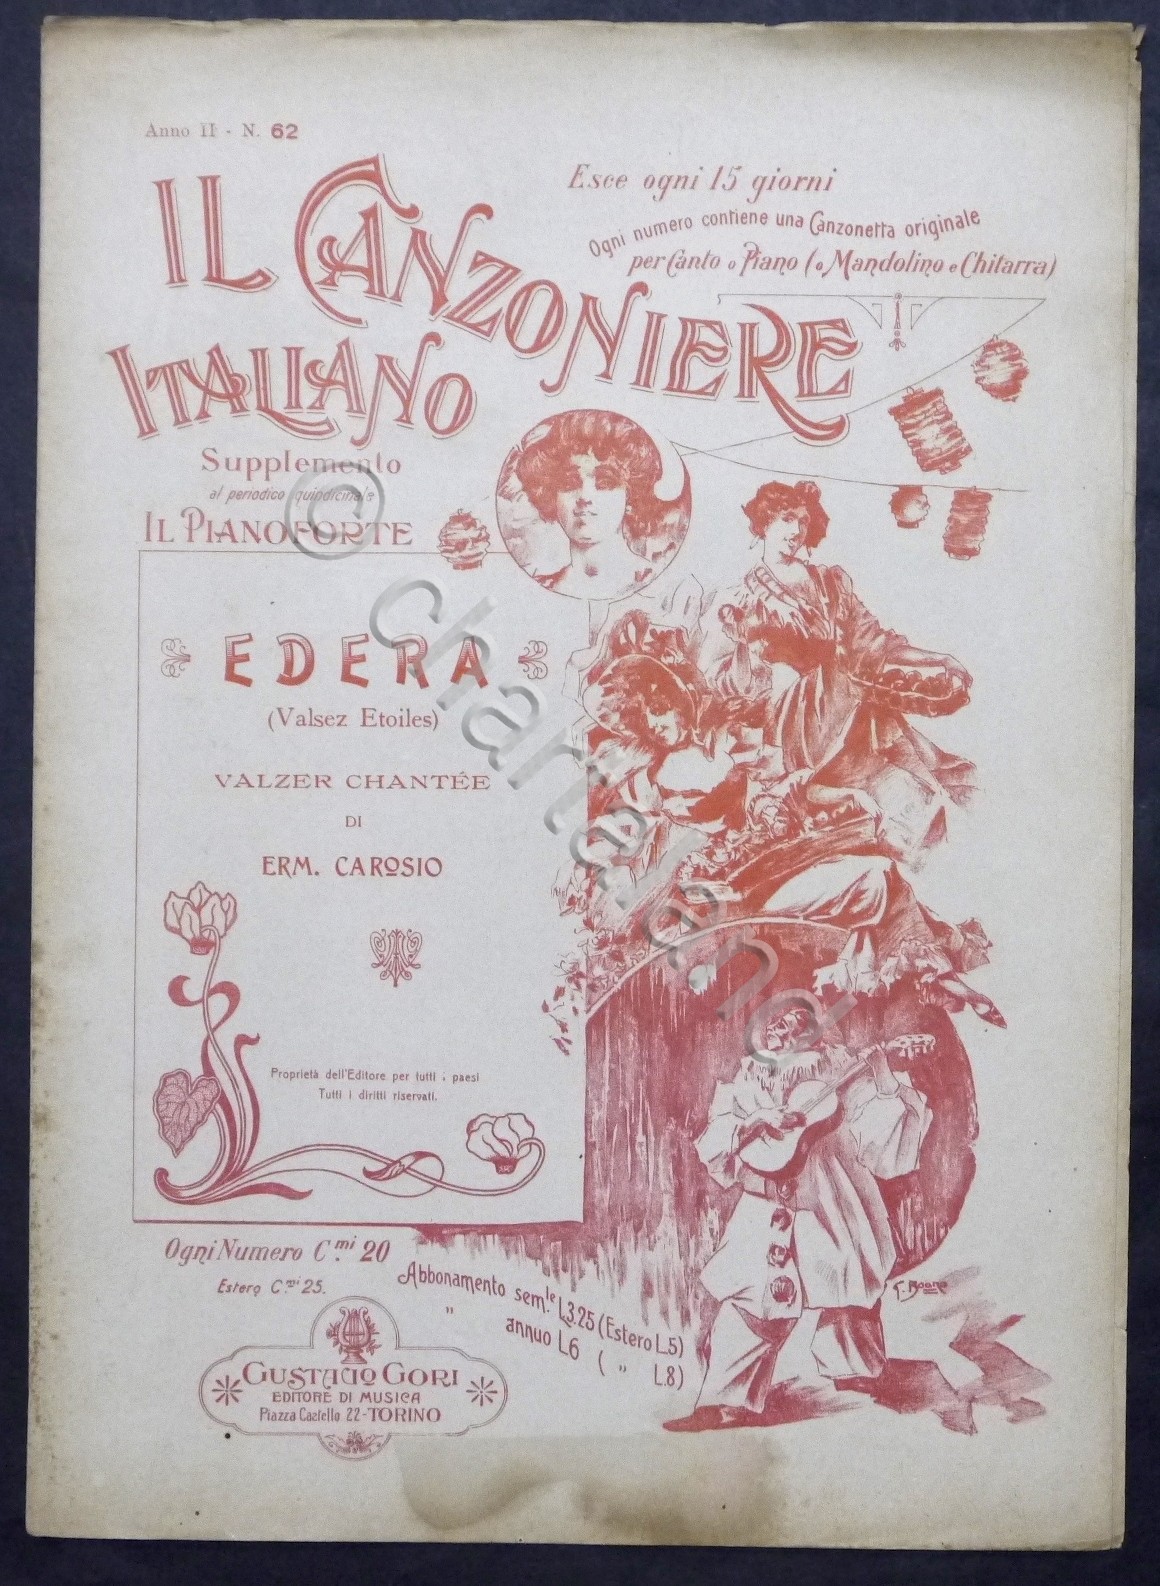 Anno II - N. 62
IL CANZONIERE
ITALIANO
Esce ogni 15 giorni
Ogni numero contiene una Canzonetta originale
per Canto o Piano (o Mandolino e Chitarra)
Supplemento
al periodico quindicinale
IL PIANOFORTE
EDERA
(Valsez Etoiles)
VALZER CHANTÉE
DI
ERM. CAROSIO
Proprietà dell'Editore per tutti i paesi
Tutti i diritti riservati.
Ogni Numero C.mi 20
Estero C.mi 25.
Abbonamento sem.le L.3.25 (Estero L.5)
" annuo L.6 ( " L.8)
G. Boano
GUSTAVO GORI
EDITORE DI MUSICA
Piazza Castello 22-TORINO
© chartaland